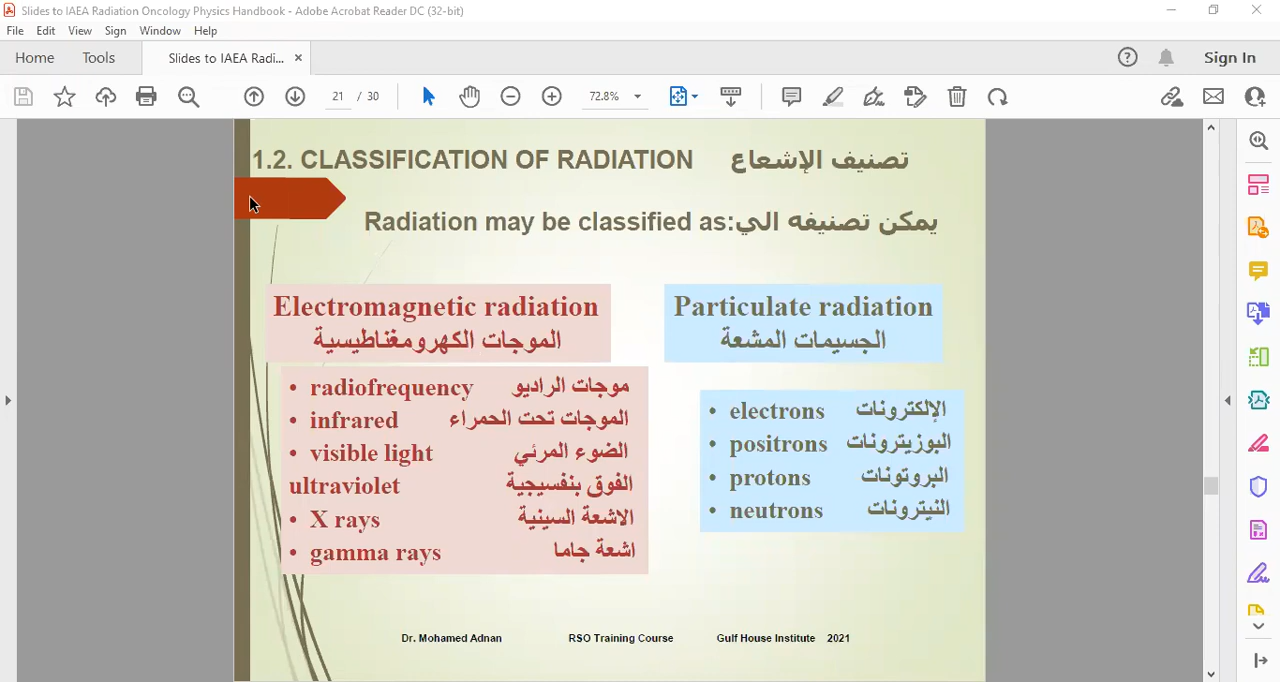 Slides to IAEA Radiation Oncology Physics Handbook - Adobe Acrobat Reader DC (32-bit)
File Edit View Sign Window Help
Home Tools Slides to IAEA Radi... × Sign In
21 / 30 72.8%
1.2. CLASSIFICATION OF RADIATION تصنيف الإشعاع
Radiation may be classified as:يمكن تصنيفه الي
Electromagnetic radiation
الموجات الكهرومغناطيسية
• radiofrequency موجات الراديو
• infrared الموجات تحت الحمراء
• visible light الضوء المرئي
ultraviolet الفوق بنفسيجية
• X rays الاشعة السينية
• gamma rays اشعة جاما
Particulate radiation
الجسيمات المشعة
• electrons الإلكترونات
• positrons البوزيترونات
• protons البروتونات
• neutrons النيترونات
Dr. Mohamed Adnan RSO Training Course Gulf House Institute 2021